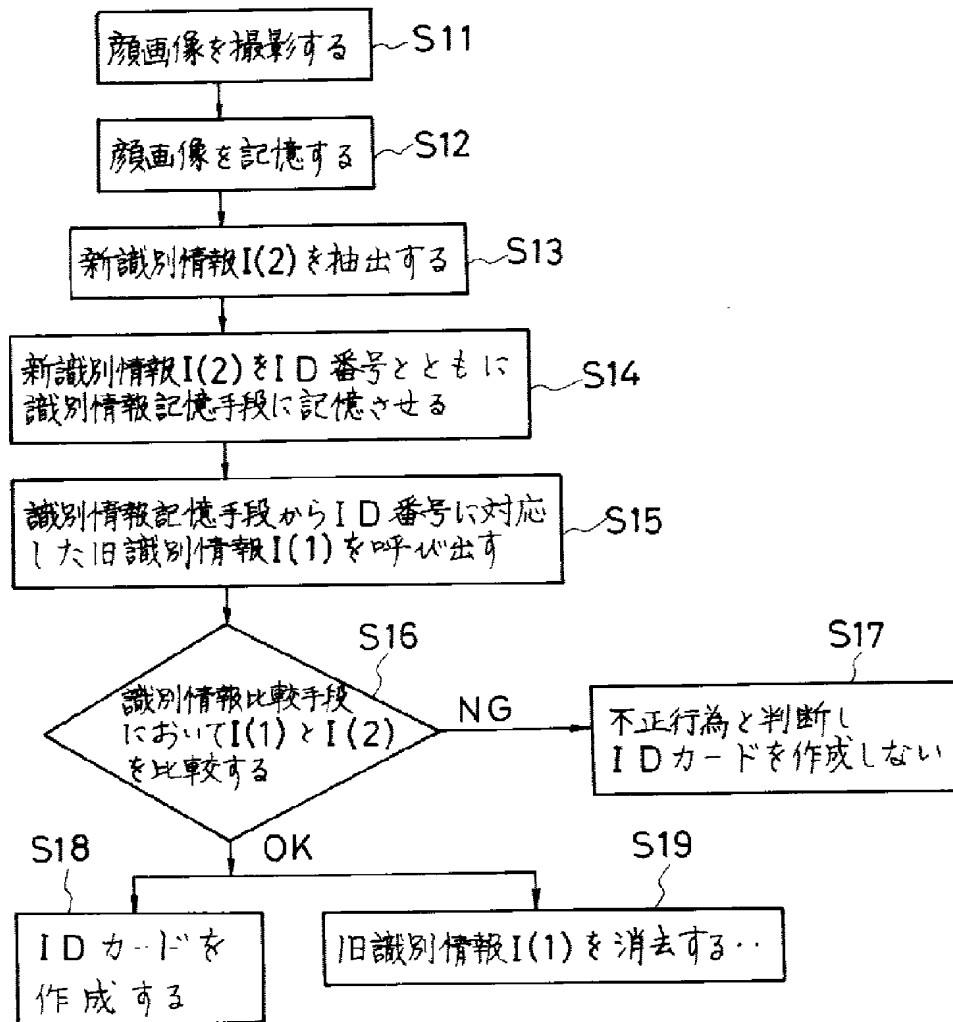 顔画像を撮影する
S11
顔画像を記憶する
S12
新識別情報I(2)を抽出する
S13
新識別情報I(2)をID番号とともに
識別情報記憶手段に記憶させる
S14
識別情報記憶手段からID番号に対応
した旧識別情報I(1)を呼び出す
S15
識別情報比較手段
においてI(1)とI(2)
を比較する
S16
NG
不正行為と判断し
IDカードを作成しない
S17
OK
IDカードを
作成する
S18
旧識別情報I(1)を消去する‥
S19